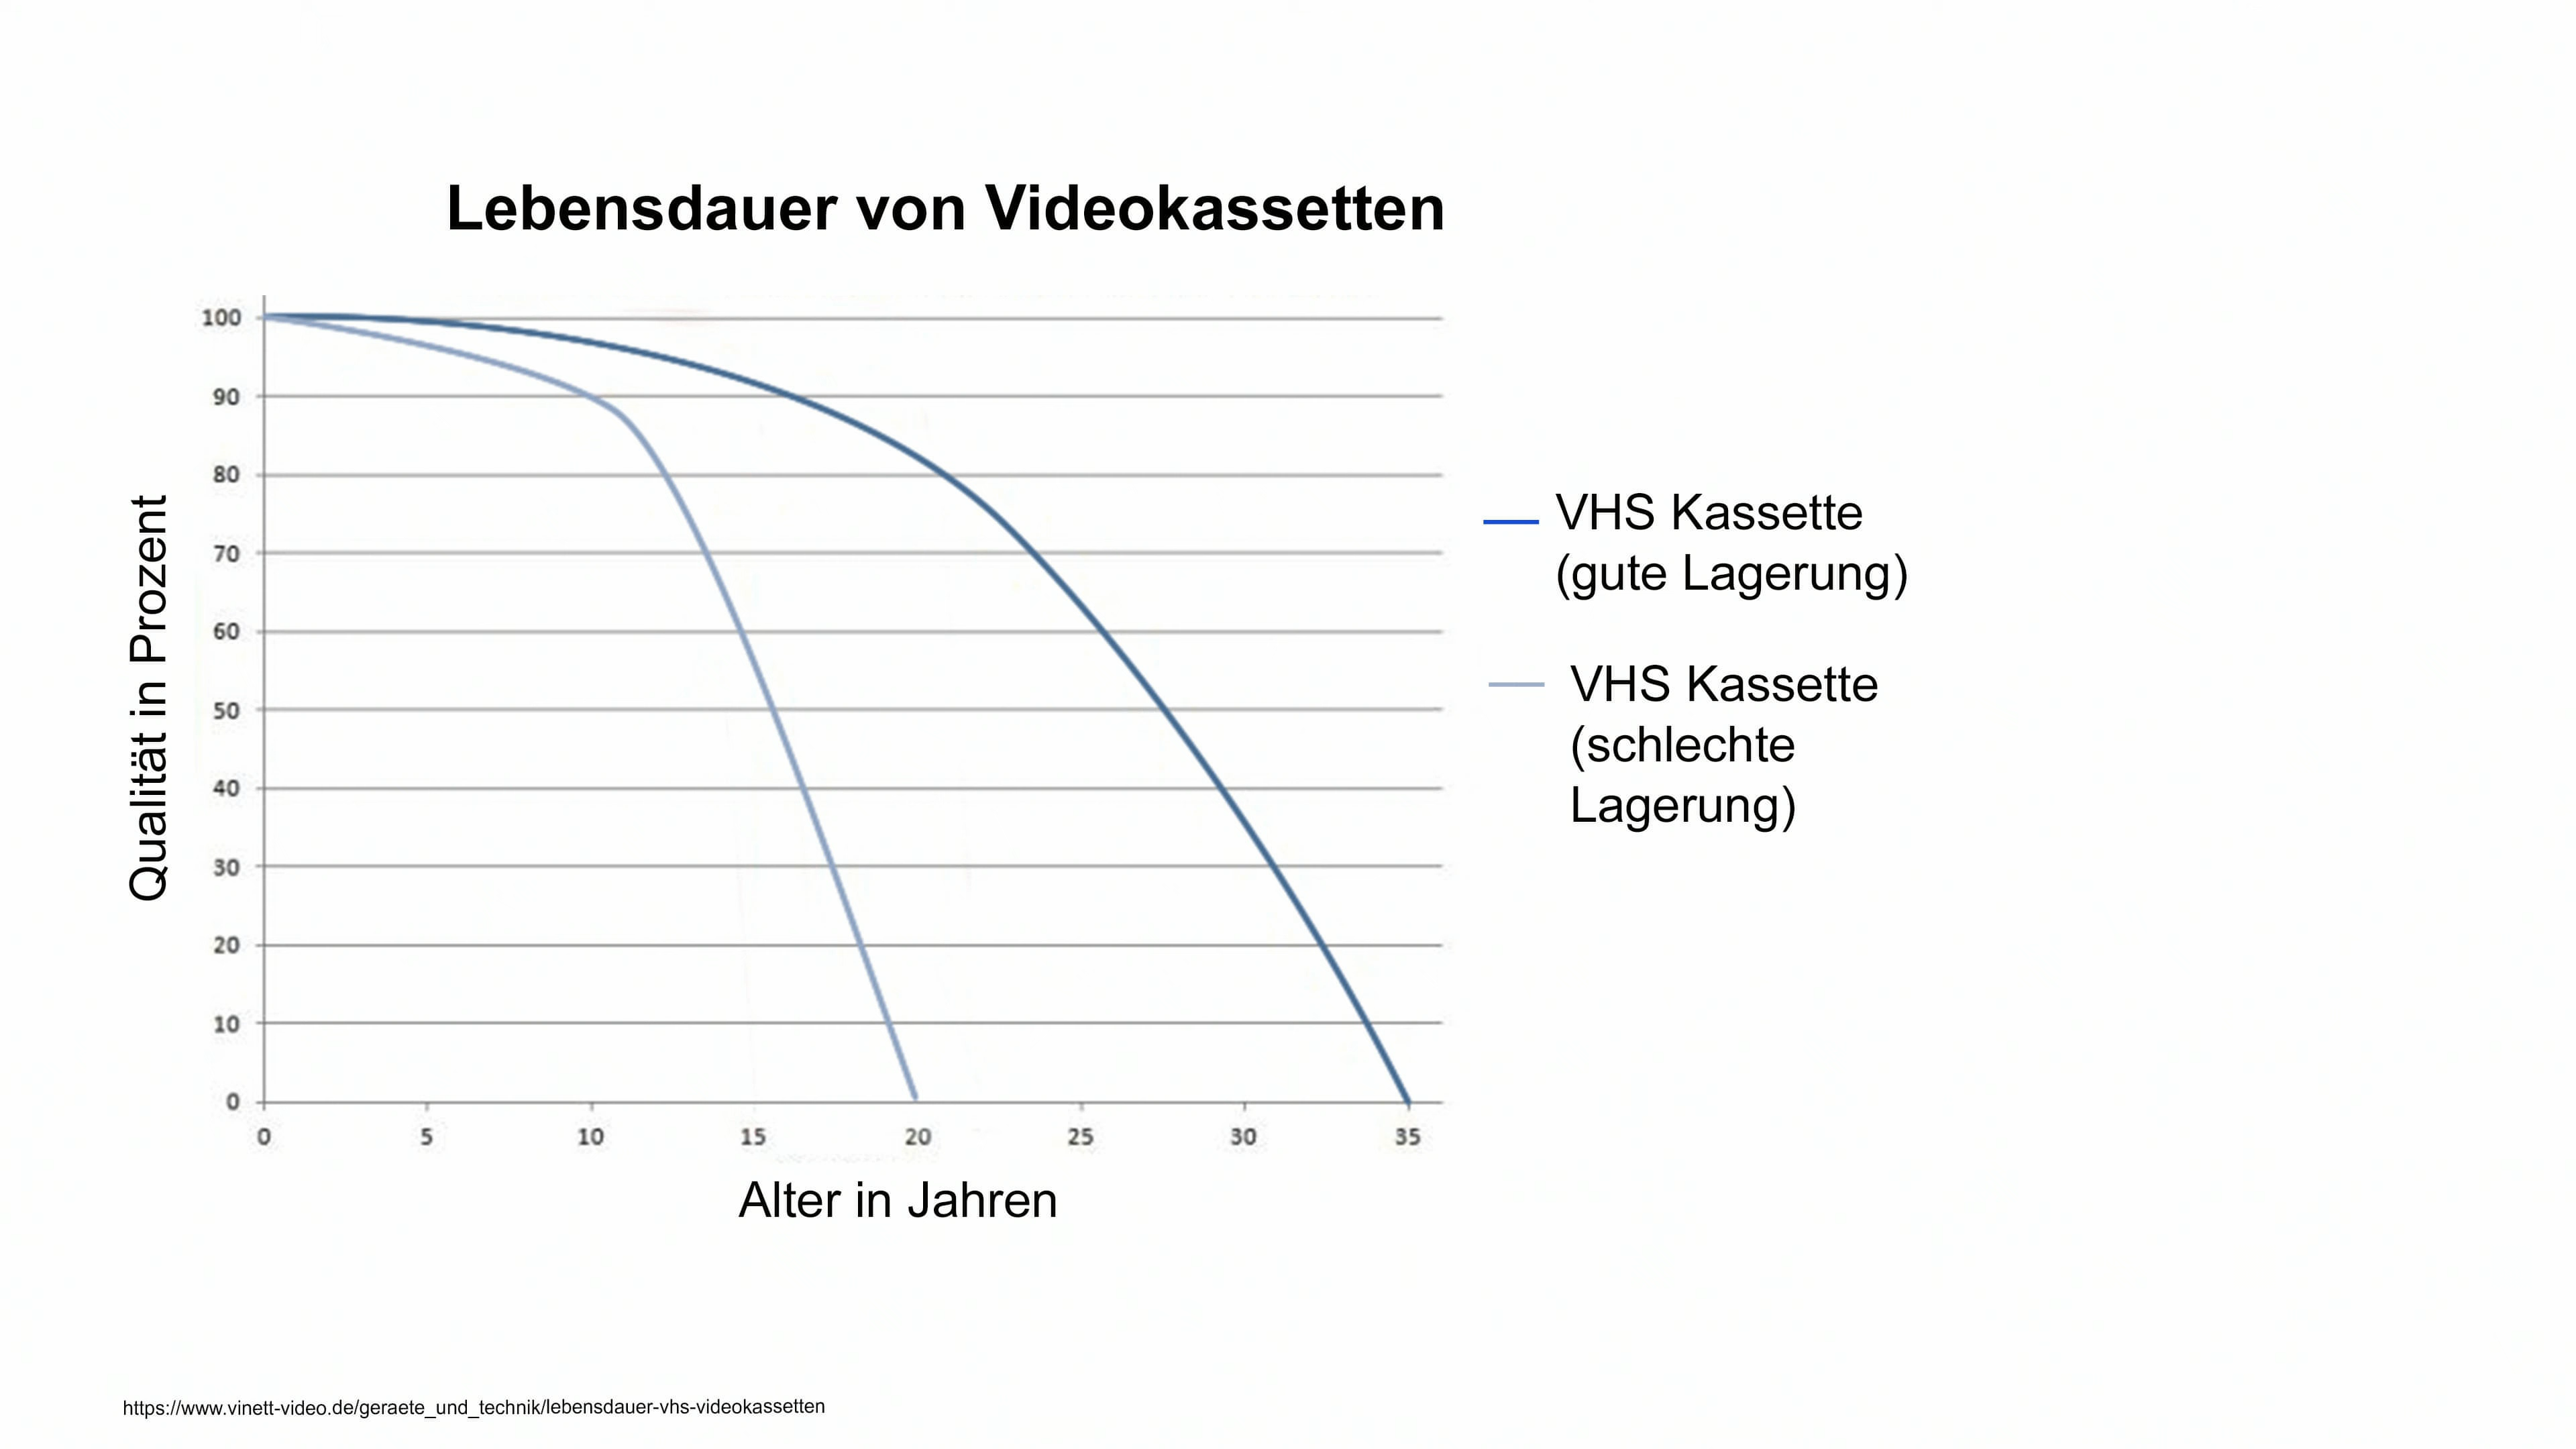 Lebensdauer von Videokassetten
100
90
80
70
60
50
40
30
20
10
0
Qualität in Prozent
0 5 10 15 20 25 30 35
Alter in Jahren
VHS Kassette
(gute Lagerung)
VHS Kassette
(schlechte
Lagerung)
https://www.vinett-video.de/geraete_und_technik/lebensdauer-vhs-videokassetten